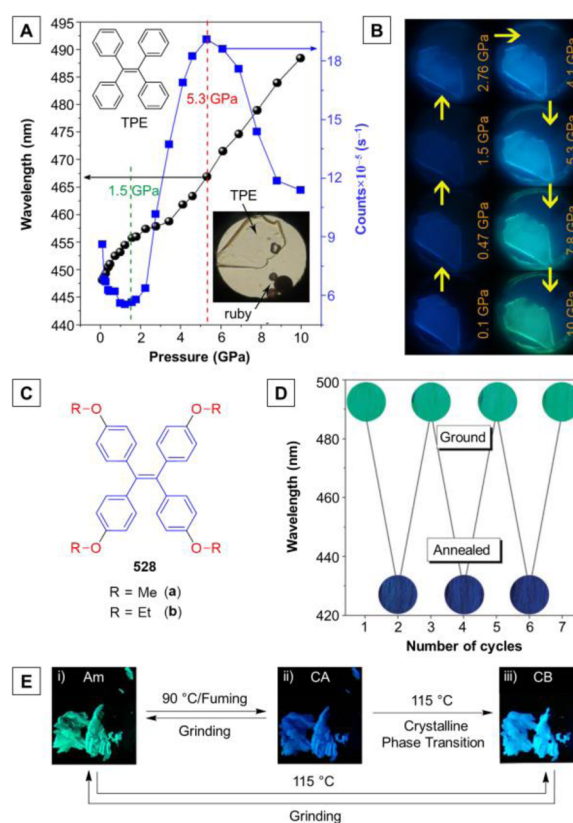 A
TPE
495
490
485
480
475
470
465
460
455
450
445
440
Wavelength (nm)
0 2 4 6 8 10
Pressure (GPa)
18
15
12
9
6
Counts×10⁻⁵ (s⁻¹)
5.3 GPa
1.5 GPa
TPE
ruby
B
2.76 GPa
1.5 GPa
0.47 GPa
0.1 GPa
4.1 GPa
5.3 GPa
7.8 GPa
10 GPa
C
R-O O-R
R-O O-R
528
R = Me (a)
R = Et (b)
D
500
480
460
440
420
Wavelength (nm)
Ground
Annealed
1 2 3 4 5 6 7
Number of cycles
E
i) Am
90 °C/Fuming
Grinding
ii) CA
115 °C
Crystalline
Phase Transition
iii) CB
115 °C
Grinding